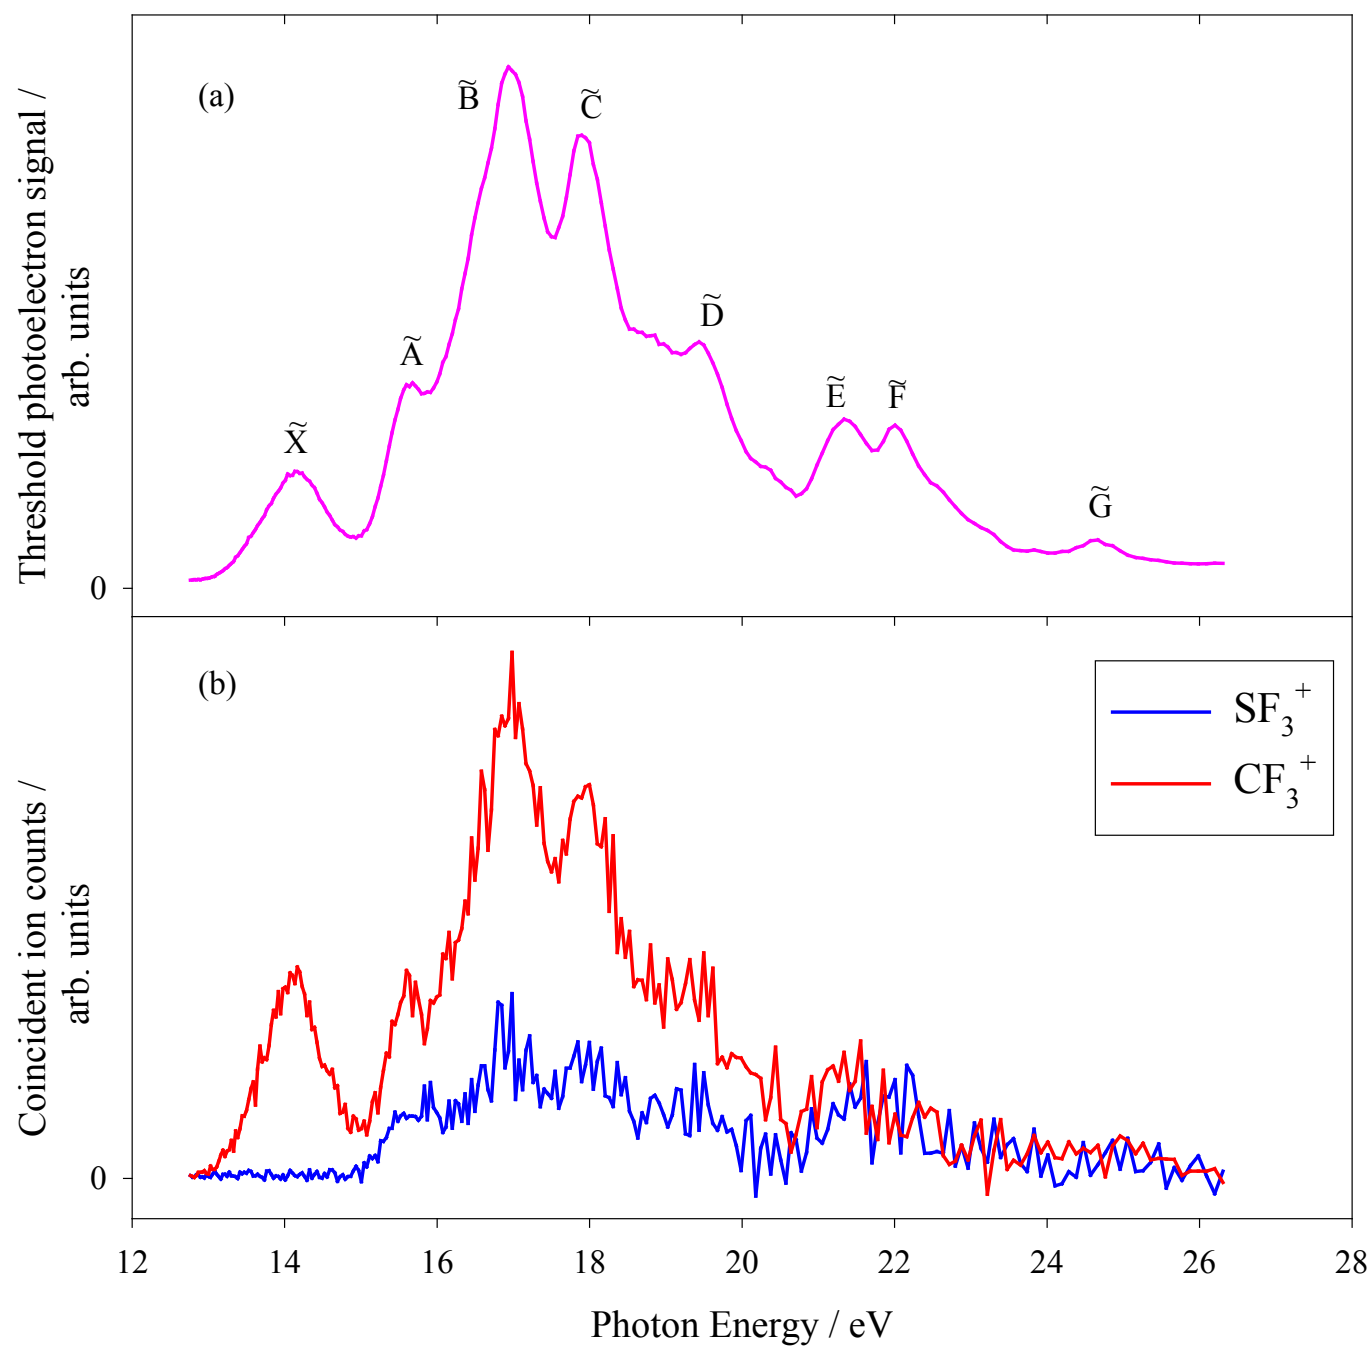 Threshold photoelectron signal /
arb. units
(a)
B̃
C̃
D̃
Ã
Ẽ
F̃
X̃
G̃
0
Coincident ion counts /
arb. units
(b)
SF₃⁺
CF₃⁺
0
12 14 16 18 20 22 24 26 28
Photon Energy / eV